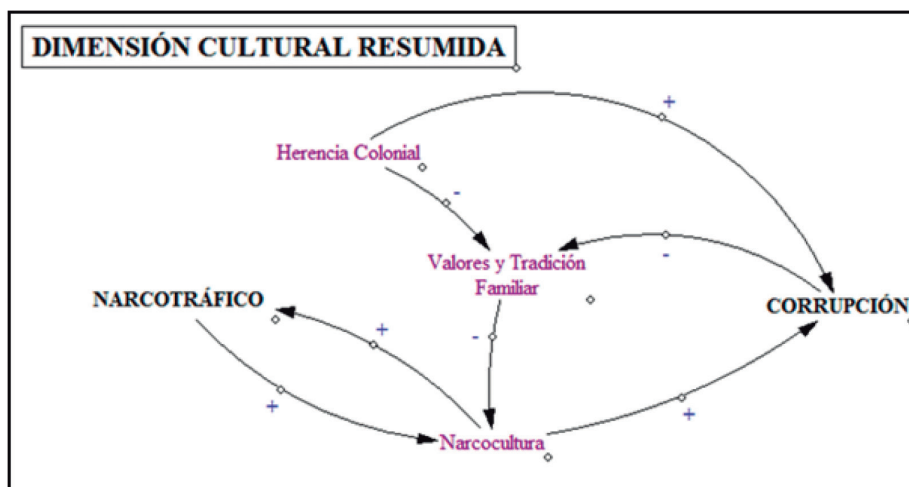 DIMENSIÓN CULTURAL RESUMIDA
+
Herencia Colonial
-
Valores y Tradición
Familiar
-
NARCOTRÁFICO
CORRUPCIÓN
+
-
+
+
Narcocultura